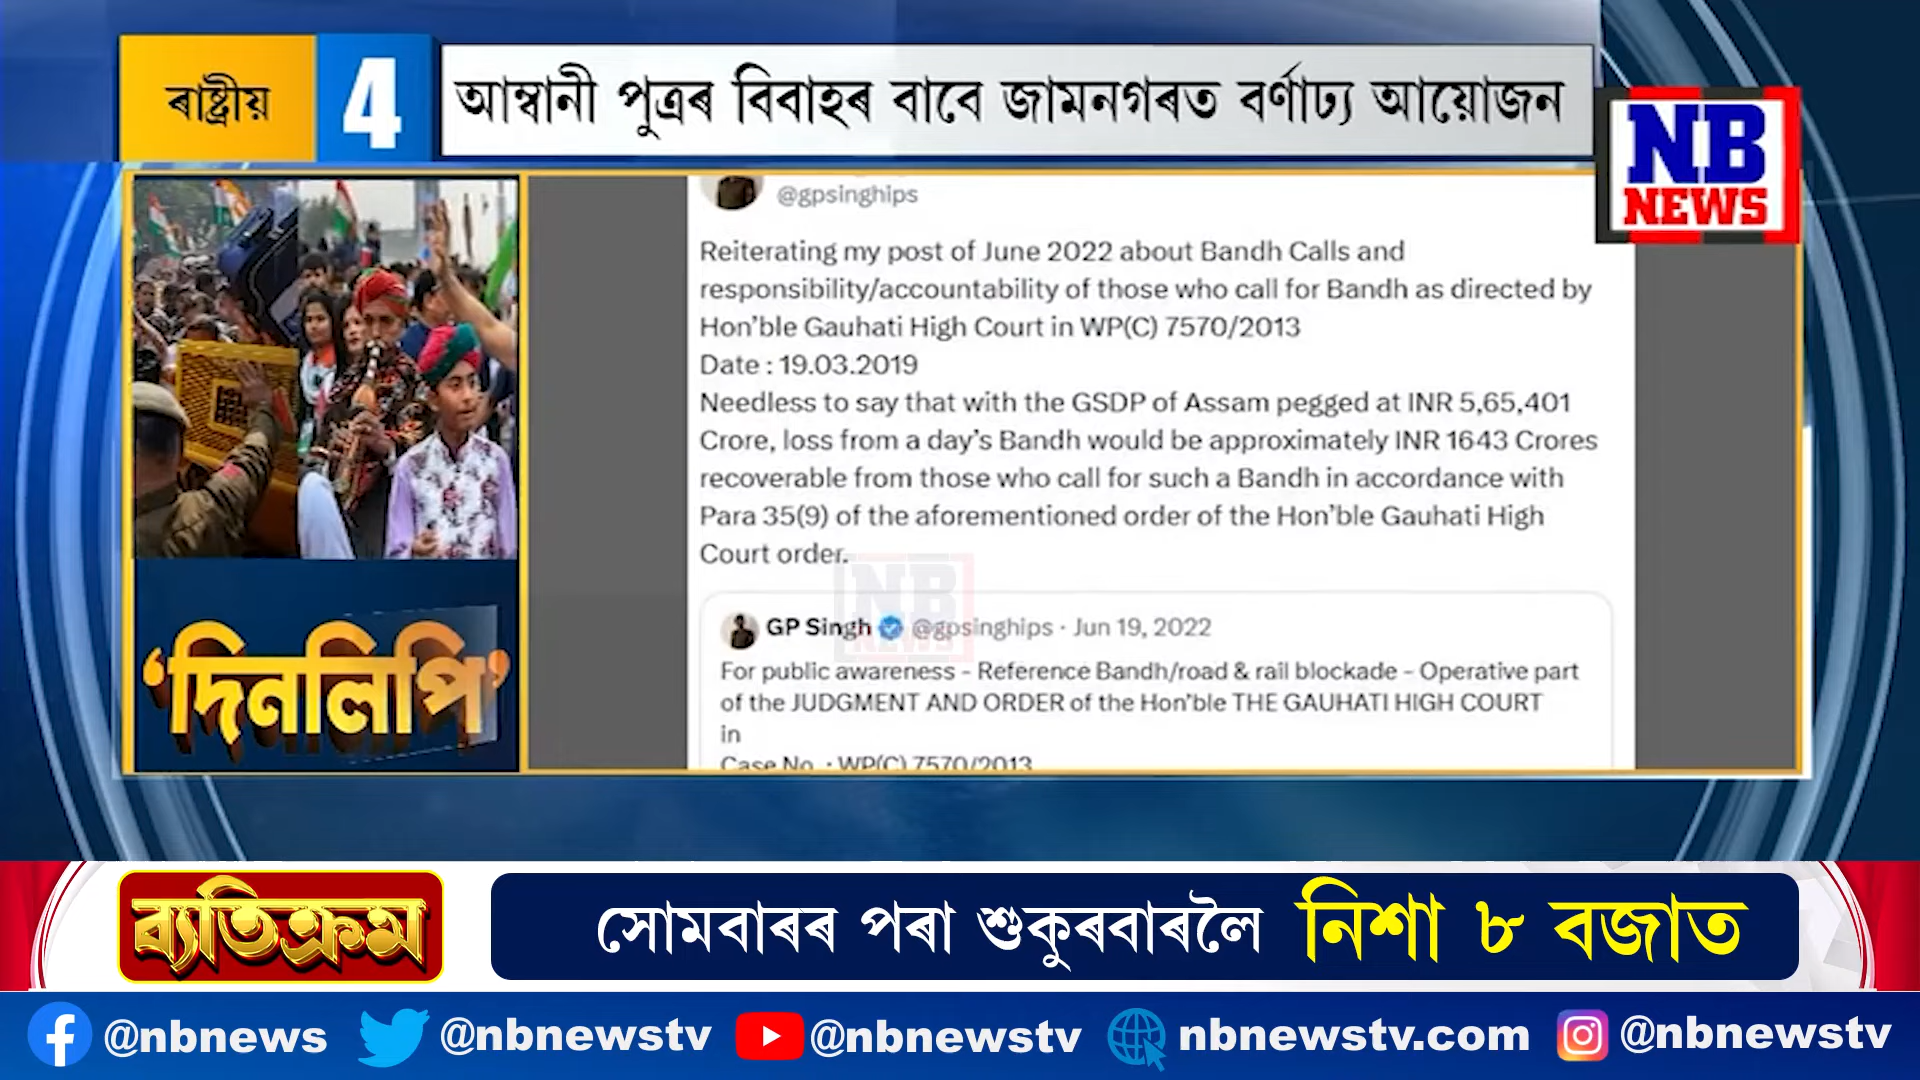 ৰাষ্ট্ৰীয়
4
আম্বানী পুত্ৰৰ বিবাহৰ বাবে জামনগৰত বৰ্ণাঢ্য আয়োজন
NB
NEWS
@gpsinghips
Reiterating my post of June 2022 about Bandh Calls and
responsibility/accountability of those who call for Bandh as directed by
Hon’ble Gauhati High Court in WP(C) 7570/2013
Date : 19.03.2019
Needless to say that with the GSDP of Assam pegged at INR 5,65,401
Crore, loss from a day’s Bandh would be approximately INR 1643 Crores
recoverable from those who call for such a Bandh in accordance with
Para 35(9) of the aforementioned order of the Hon’ble Gauhati High
Court order.
NB
NEWS
GP Singh @gpsinghips · Jun 19, 2022
For public awareness - Reference Bandh/road & rail blockade - Operative part
of the JUDGMENT AND ORDER of the Hon’ble THE GAUHATI HIGH COURT
in
Case No. : WP(C) 7570/2013
‘দিনলিপি’
ব্যতিক্ৰম
সোমবাৰৰ পৰা শুকুৰবাৰলৈ নিশা ৮ বজাত
@nbnews @nbnewstv @nbnewstv nbnewstv.com @nbnewstv